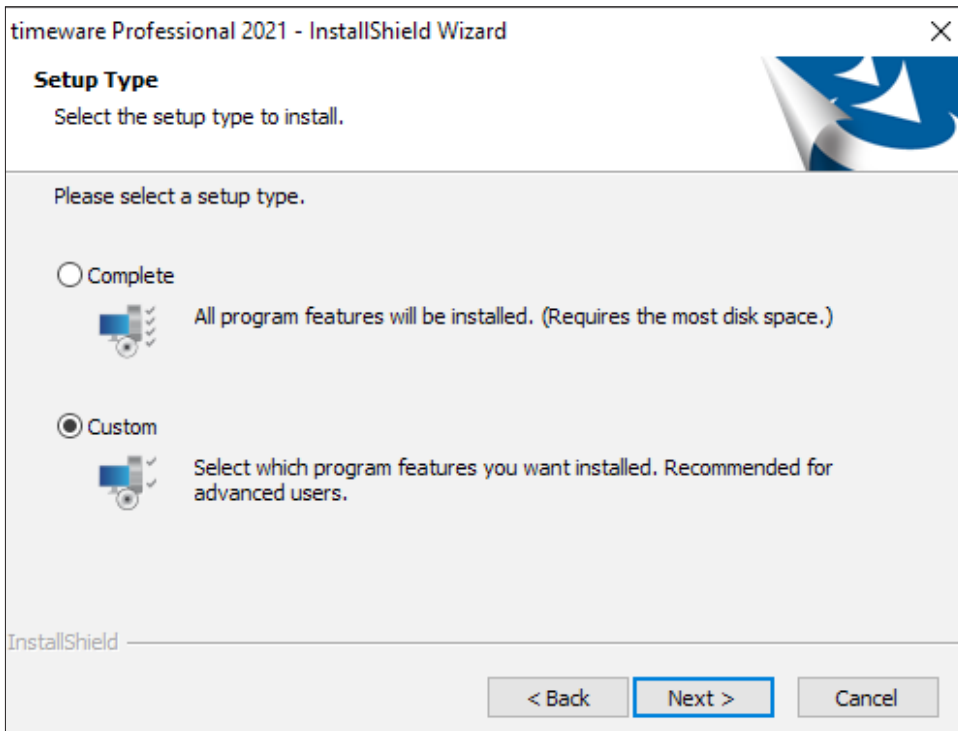 timeware Professional 2021 - InstallShield Wizard
Setup Type
Select the setup type to install.
Please select a setup type.
Complete
All program features will be installed. (Requires the most disk space.)
Custom
Select which program features you want installed. Recommended for
advanced users.
InstallShield
< Back
Next >
Cancel